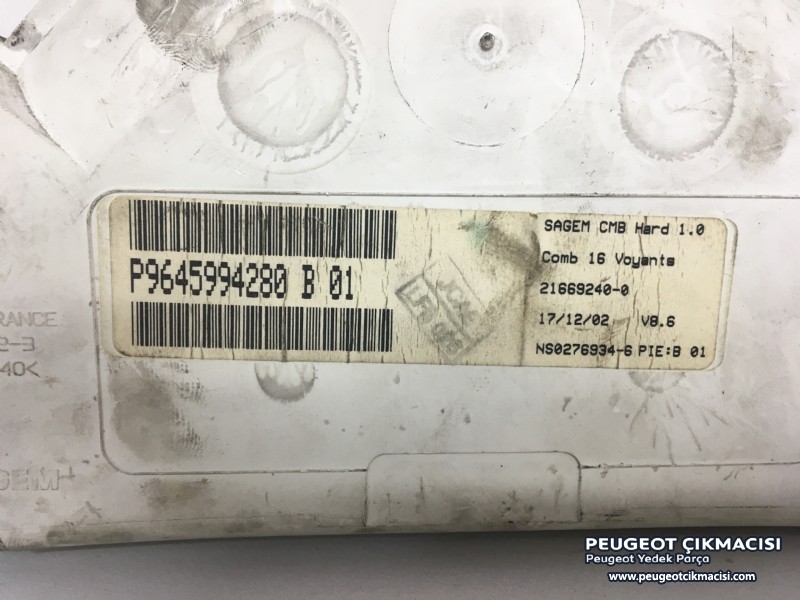 P9645994280 B 01
SAGEM CMB Hard 1.0
Comb 16 Voyants
21669240-0
17/12/02 V8.6
NS0276934-6 PIE:B 01
RANCE
2-3
40<
GEM
PEUGEOT ÇIKMACISI
Peugeot Yedek Parça
www.peugeotcikmacisi.com